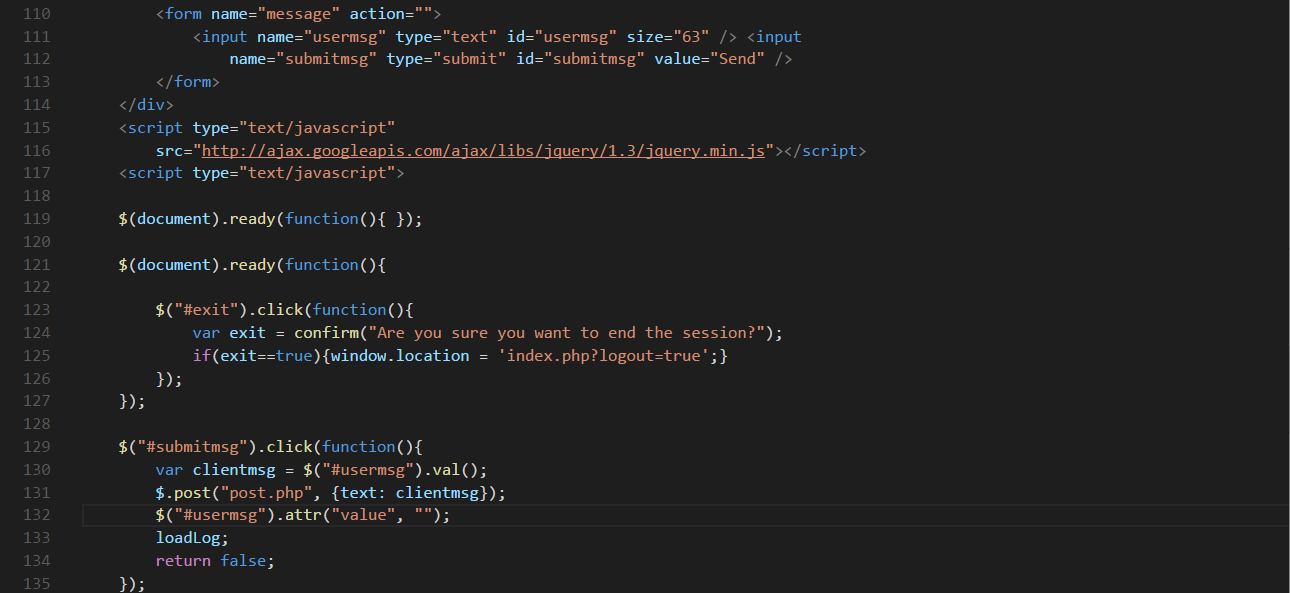 110 <form name="message" action="">
111 <input name="usermsg" type="text" id="usermsg" size="63" /> <input
112 name="submitmsg" type="submit" id="submitmsg" value="Send" />
113 </form>
114 </div>
115 <script type="text/javascript"
116 src="http://ajax.googleapis.com/ajax/libs/jquery/1.3/jquery.min.js"></script>
117 <script type="text/javascript">
118
119 $(document).ready(function(){ });
120
121 $(document).ready(function(){
122
123 $("#exit").click(function(){
124 var exit = confirm("Are you sure you want to end the session?");
125 if(exit==true){window.location = 'index.php?logout=true';}
126 });
127 });
128
129 $("#submitmsg").click(function(){
130 var clientmsg = $("#usermsg").val();
131 $.post("post.php", {text: clientmsg});
132 $("#usermsg").attr("value", "");
133 loadLog;
134 return false;
135 });